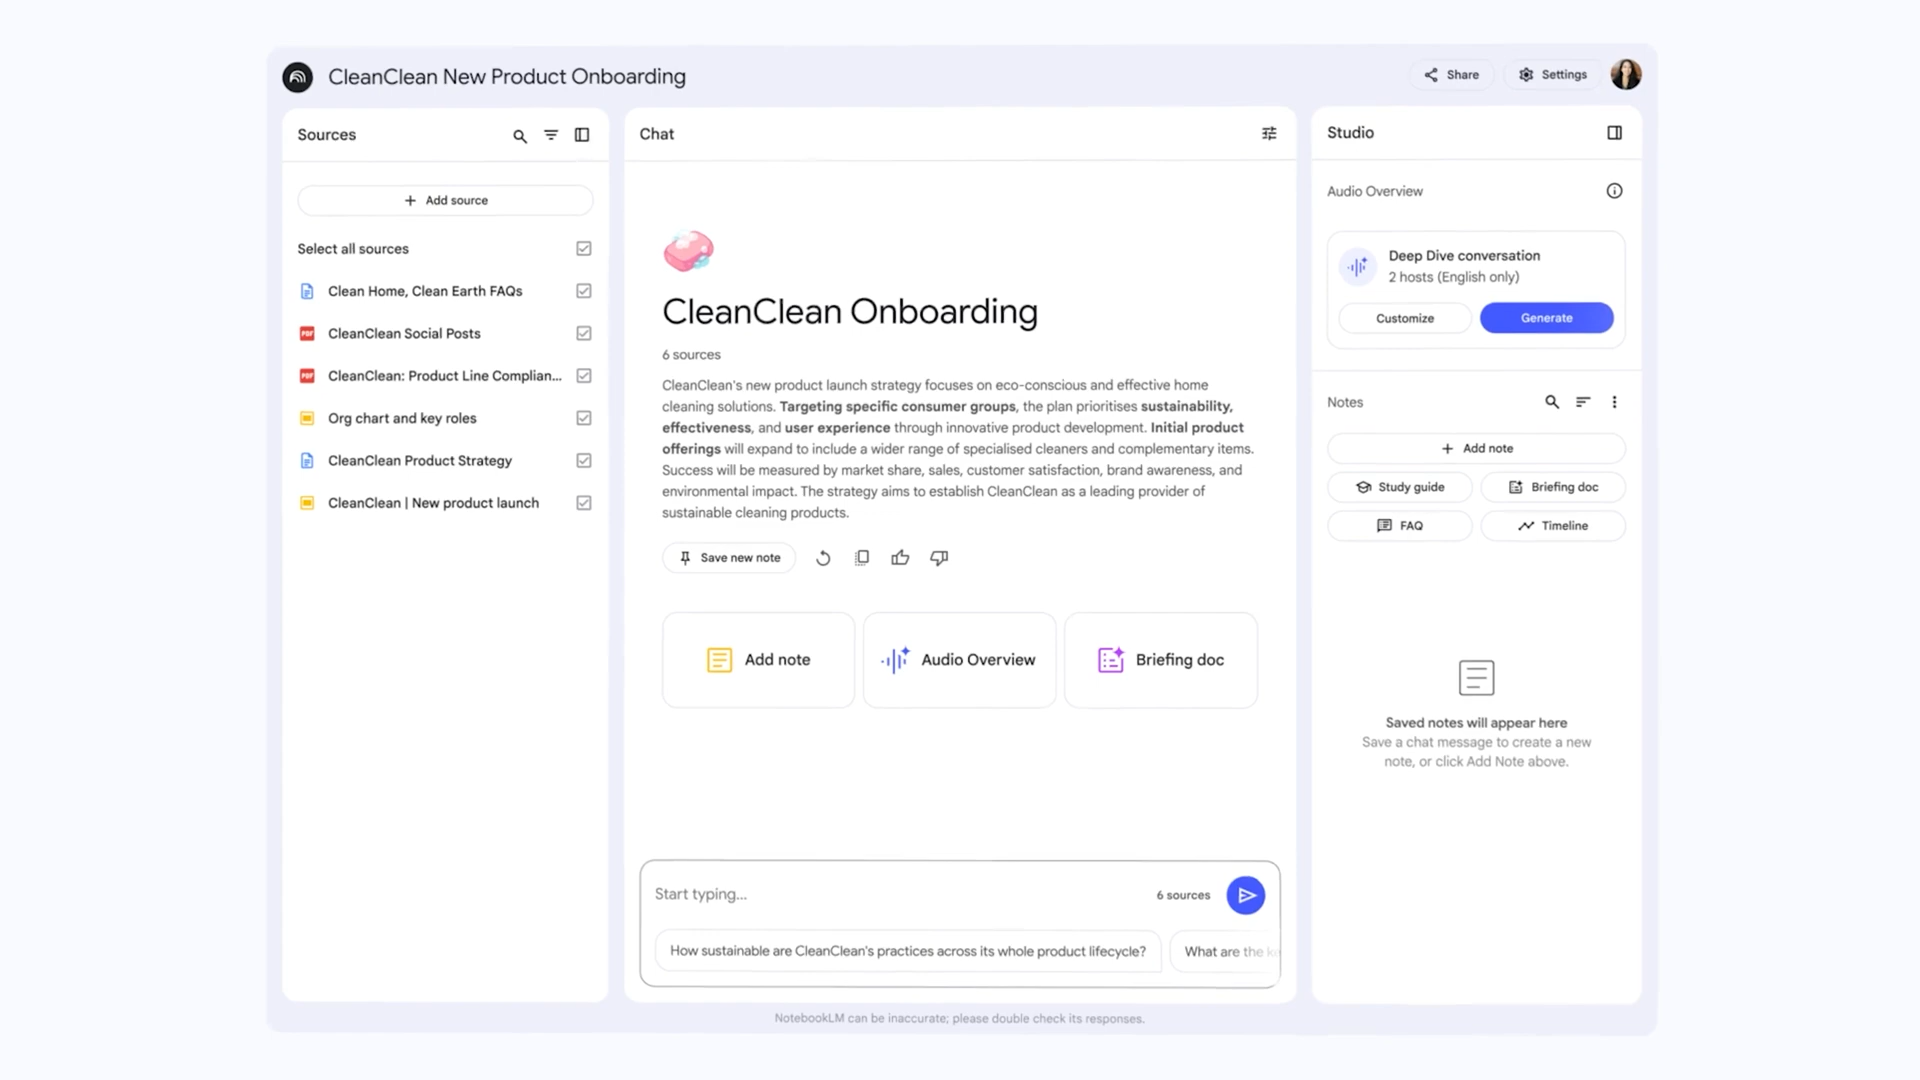 CleanClean New Product Onboarding
Share
Settings
Sources
Add source
Select all sources
Clean Home, Clean Earth FAQs
PDF CleanClean Social Posts
PDF CleanClean: Product Line Complian...
Org chart and key roles
CleanClean Product Strategy
CleanClean | New product launch
Chat
CleanClean Onboarding
6 sources
CleanClean's new product launch strategy focuses on eco-conscious and effective home
cleaning solutions. Targeting specific consumer groups, the plan prioritises sustainability,
effectiveness, and user experience through innovative product development. Initial product
offerings will expand to include a wider range of specialised cleaners and complementary items.
Success will be measured by market share, sales, customer satisfaction, brand awareness, and
environmental impact. The strategy aims to establish CleanClean as a leading provider of
sustainable cleaning products.
Save new note
Add note
Audio Overview
Briefing doc
Start typing...
6 sources
How sustainable are CleanClean's practices across its whole product lifecycle?
What are the
Studio
Audio Overview
Deep Dive conversation
2 hosts (English only)
Customize
Generate
Notes
Add note
Study guide
Briefing doc
FAQ
Timeline
Saved notes will appear here
Save a chat message to create a new
note, or click Add Note above.
NotebookLM can be inaccurate; please double check its responses.